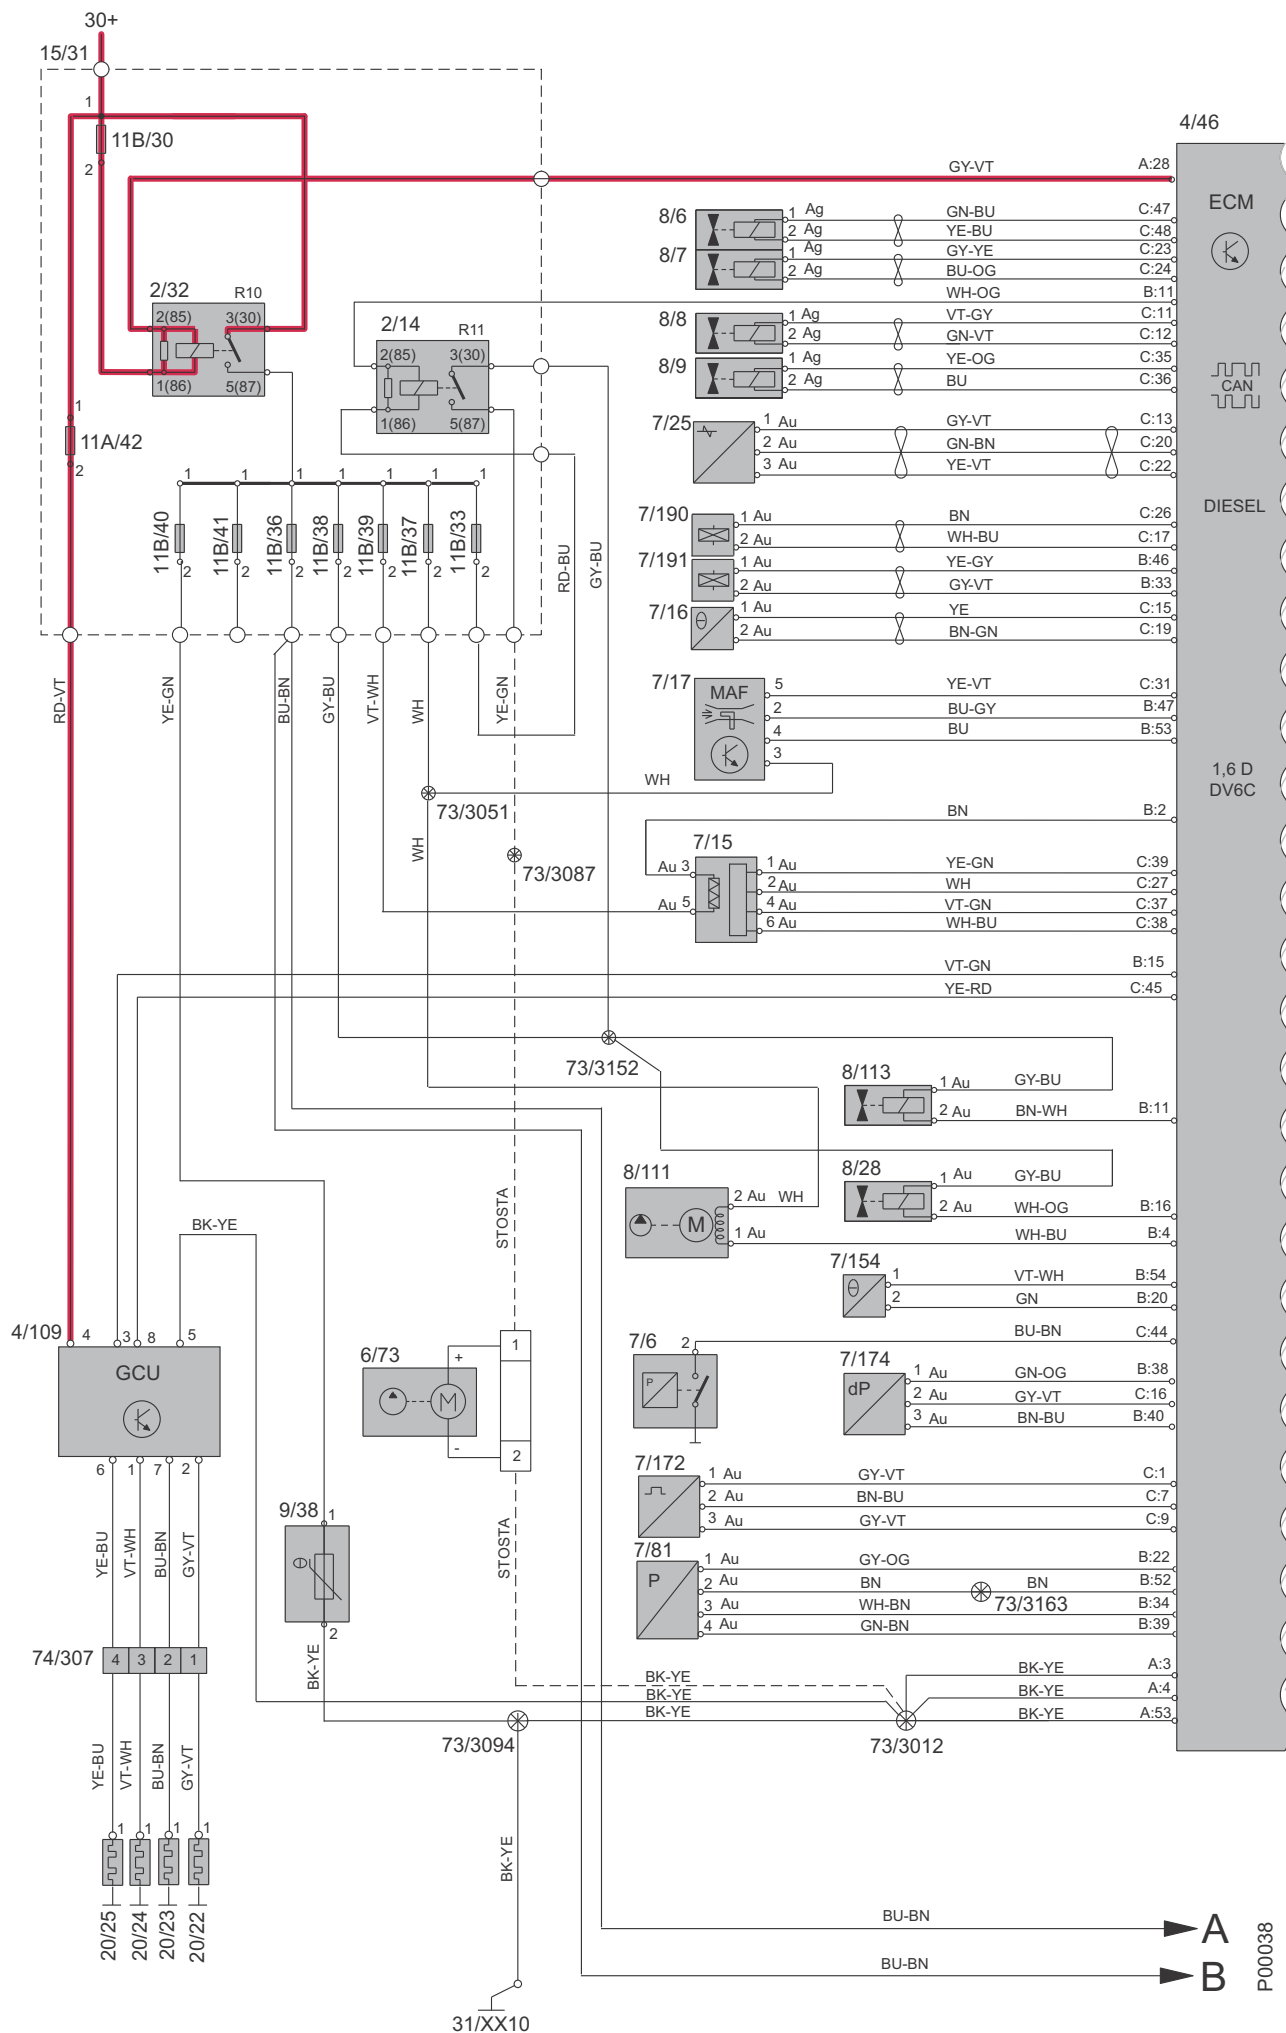 30+
15/31
1
11B/30
2
4/46
GY-VT A:28
ECM
8/6 1 Ag GN-BU C:47
2 Ag YE-BU C:48
8/7 1 Ag GY-YE C:23
2 Ag BU-OG C:24
WH-OG B:11
2/32 R10
2(85) 3(30)
1(86) 5(87)
2/14 R11
2(85) 3(30)
1(86) 5(87)
8/8 1 Ag VT-GY C:11
2 Ag GN-VT C:12
8/9 1 Ag YE-OG C:35
2 Ag BU C:36
CAN
1
11A/42
2
7/25 1 Au GY-VT C:13
2 Au GN-BN C:20
3 Au YE-VT C:22
1 1 1 1 1 1 1
11B/40 11B/41 11B/36 11B/38 11B/39 11B/37 11B/33
2 2 2 2 2 2 2
RD-BU GY-BU
DIESEL
7/190 1 Au BN C:26
2 Au WH-BU C:17
7/191 1 Au YE-GY B:46
2 Au GY-VT B:33
7/16 1 Au YE C:15
2 Au BN-GN C:19
RD-VT YE-GN BU-BN GY-BU VT-WH WH YE-GN
7/17 MAF 5 YE-VT C:31
2 BU-GY B:47
4 BU B:53
3
WH
1,6 D
DV6C
73/3051
WH
73/3087
BN B:2
7/15
Au 3 1 Au YE-GN C:39
2 Au WH C:27
Au 5 4 Au VT-GN C:37
6 Au WH-BU C:38
VT-GN B:15
YE-RD C:45
73/3152
8/113 1 Au GY-BU
2 Au BN-WH B:11
8/111 2 Au WH
1 Au WH-BU B:4
M
8/28 1 Au GY-BU
2 Au WH-OG B:16
BK-YE
STOSTA
7/154 1 VT-WH B:54
2 GN B:20
4/109 4 3 8 5
GCU
6 1 7 2
6/73 + M - 1 2
7/6 2 BU-BN C:44
P
7/174 dP 1 Au GN-OG B:38
2 Au GY-VT C:16
3 Au BN-BU B:40
7/172 1 Au GY-VT C:1
2 Au BN-BU C:7
3 Au GY-VT C:9
9/38 1
2
STOSTA
YE-BU VT-WH BU-BN GY-VT
7/81 P 1 Au GY-OG B:22
2 Au BN BN B:52
73/3163
3 Au WH-BN B:34
4 Au GN-BN B:39
74/307 4 3 2 1
BK-YE
BK-YE BK-YE A:3
BK-YE BK-YE A:4
BK-YE BK-YE A:53
73/3094 73/3012
YE-BU VT-WH BU-BN GY-VT
1 1 1 1
20/25 20/24 20/23 20/22
BK-YE
BU-BN A
BU-BN B
31/XX10
P00038